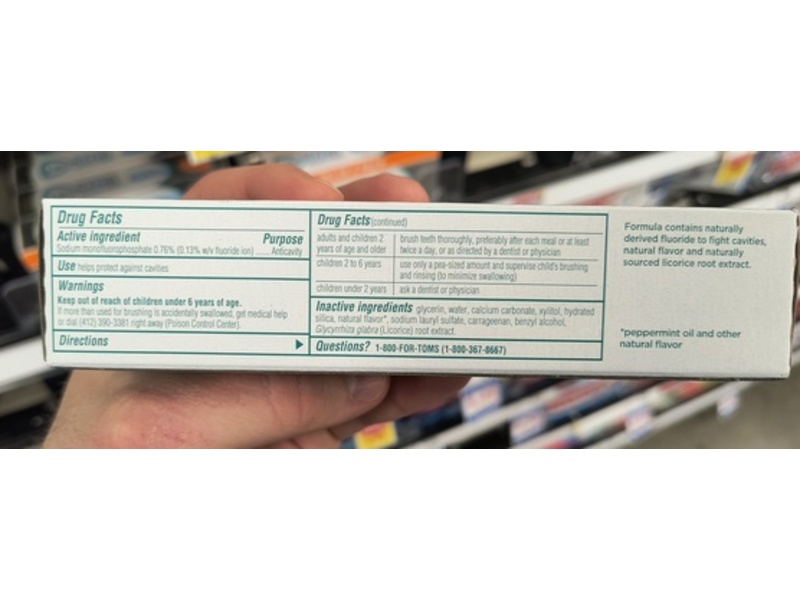 Drug Facts
Active ingredient Purpose
Sodium monofluorophosphate 0.76% (0.13% w/v fluoride ion) ..... Anticavity
Use helps protect against cavities
Warnings
Keep out of reach of children under 6 years of age.
If more than used for brushing is accidentally swallowed, get medical help
or dial (412) 390-3381 right away (Poison Control Center).
Directions
Drug Facts (continued)
adults and children 2
years of age and older
brush teeth thoroughly, preferably after each meal or at least
twice a day, or as directed by a dentist or physician
children 2 to 6 years
use only a pea-sized amount and supervise child's brushing
and rinsing (to minimize swallowing)
children under 2 years
ask a dentist or physician
Inactive ingredients glycerin, water, calcium carbonate, xylitol, hydrated
silica, natural flavor*, sodium lauryl sulfate, carrageenan, benzyl alcohol,
Glycyrrhiza glabra (Licorice) root extract.
Questions? 1-800-FOR-TOMS (1-800-367-8667)
Formula contains naturally
derived fluoride to fight cavities,
natural flavor and naturally
sourced licorice root extract.
*peppermint oil and other
natural flavor